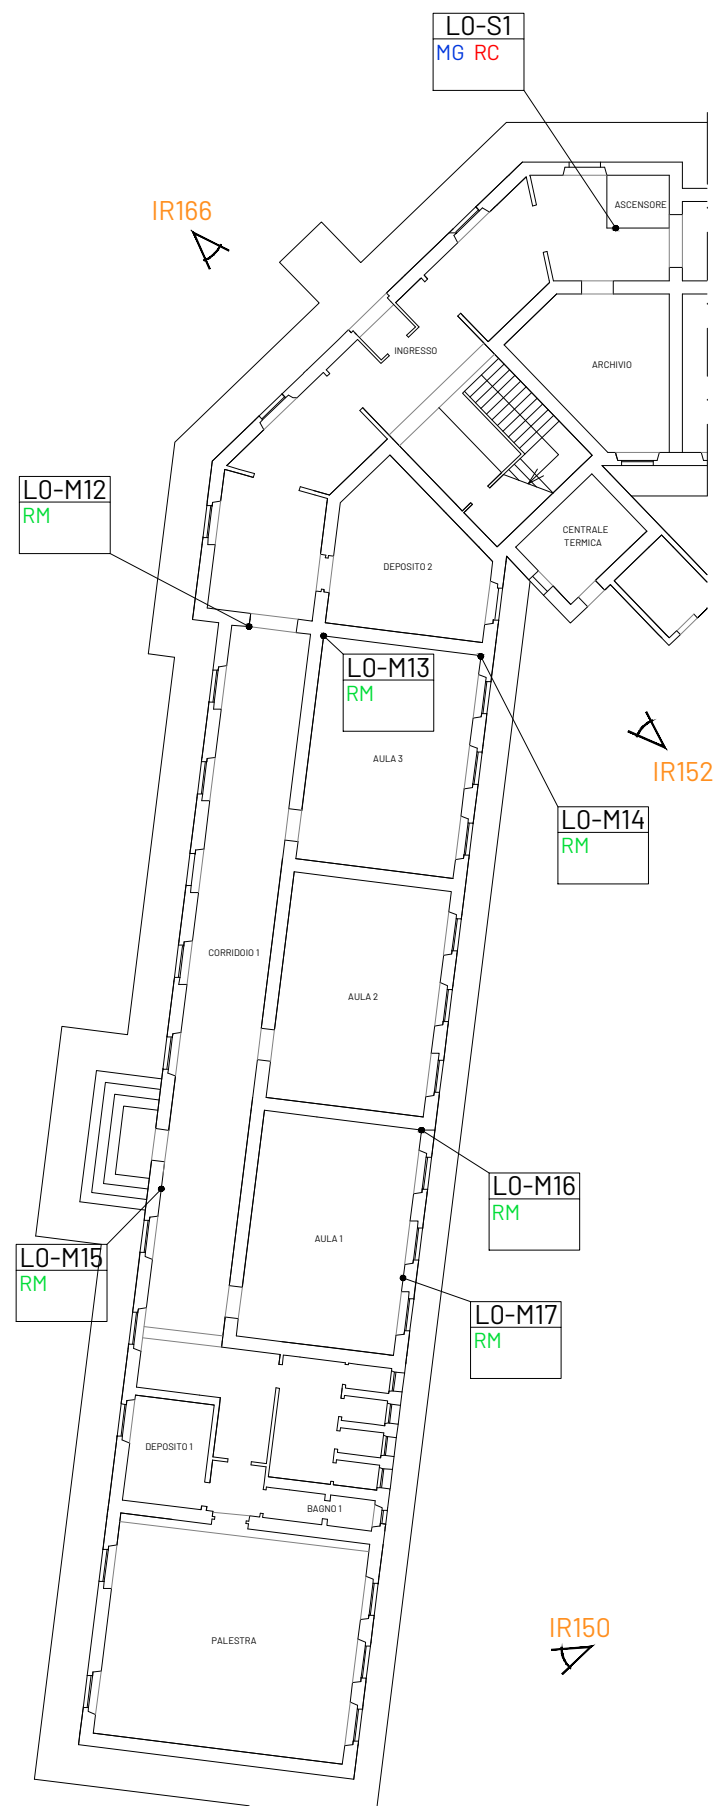 L0-S1
MG RC
IR166
ASCENSORE
INGRESSO
ARCHIVIO
L0-M12
RM
CENTRALE
TERMICA
DEPOSITO 2
L0-M13
RM
AULA 3
IR152
L0-M14
RM
CORRIDOIO 1
AULA 2
L0-M16
RM
AULA 1
L0-M15
RM
L0-M17
RM
DEPOSITO 1
BAGNO 1
IR150
PALESTRA